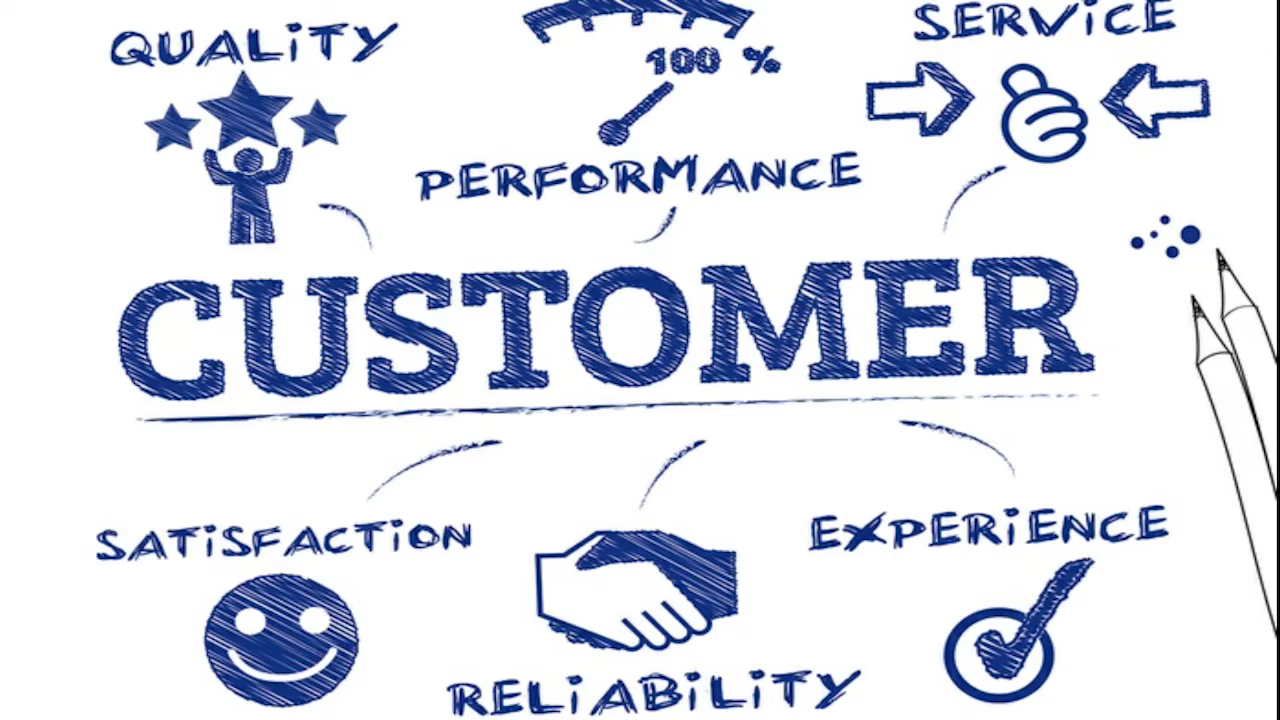 QUALiTY
100 %
SERViCE
PERFORMANCE
CUSTOMER
SATiSFACTiON
EXPERiENCE
RELiABiLiTY